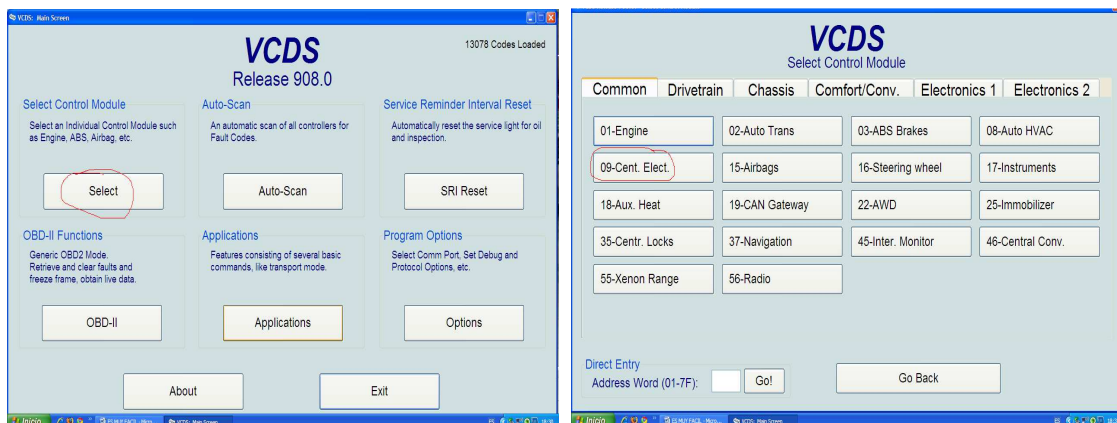 VCDS: Main Screen
VCDS
Release 908.0
13078 Codes Loaded
Select Control Module
Select an Individual Control Module such
as Engine, ABS, Airbag, etc.
Select
Auto-Scan
An automatic scan of all controllers for
Fault Codes.
Auto-Scan
Service Reminder Interval Reset
Automatically reset the service light for oil
and inspection.
SRI Reset
OBD-II Functions
Generic OBD2 Mode.
Retrieve and clear faults and
freeze frame, obtain live data.
OBD-II
Applications
Features consisting of several basic
commands, like transport mode.
Applications
Program Options
Select Comm Port, Set Debug and
Protocol Options, etc.
Options
About
Exit
Inicio
VCDS: Main Screen
ES
VCDS
Select Control Module
Common Drivetrain Chassis Comfort/Conv. Electronics 1 Electronics 2
01-Engine 02-Auto Trans 03-ABS Brakes 08-Auto HVAC
09-Cent. Elect. 15-Airbags 16-Steering wheel 17-Instruments
18-Aux. Heat 19-CAN Gateway 22-AWD 25-Immobilizer
35-Centr. Locks 37-Navigation 45-Inter. Monitor 46-Central Conv.
55-Xenon Range 56-Radio
Direct Entry
Address Word (01-7F): Go!
Go Back
Inicio
VCDS: Main Screen
ES